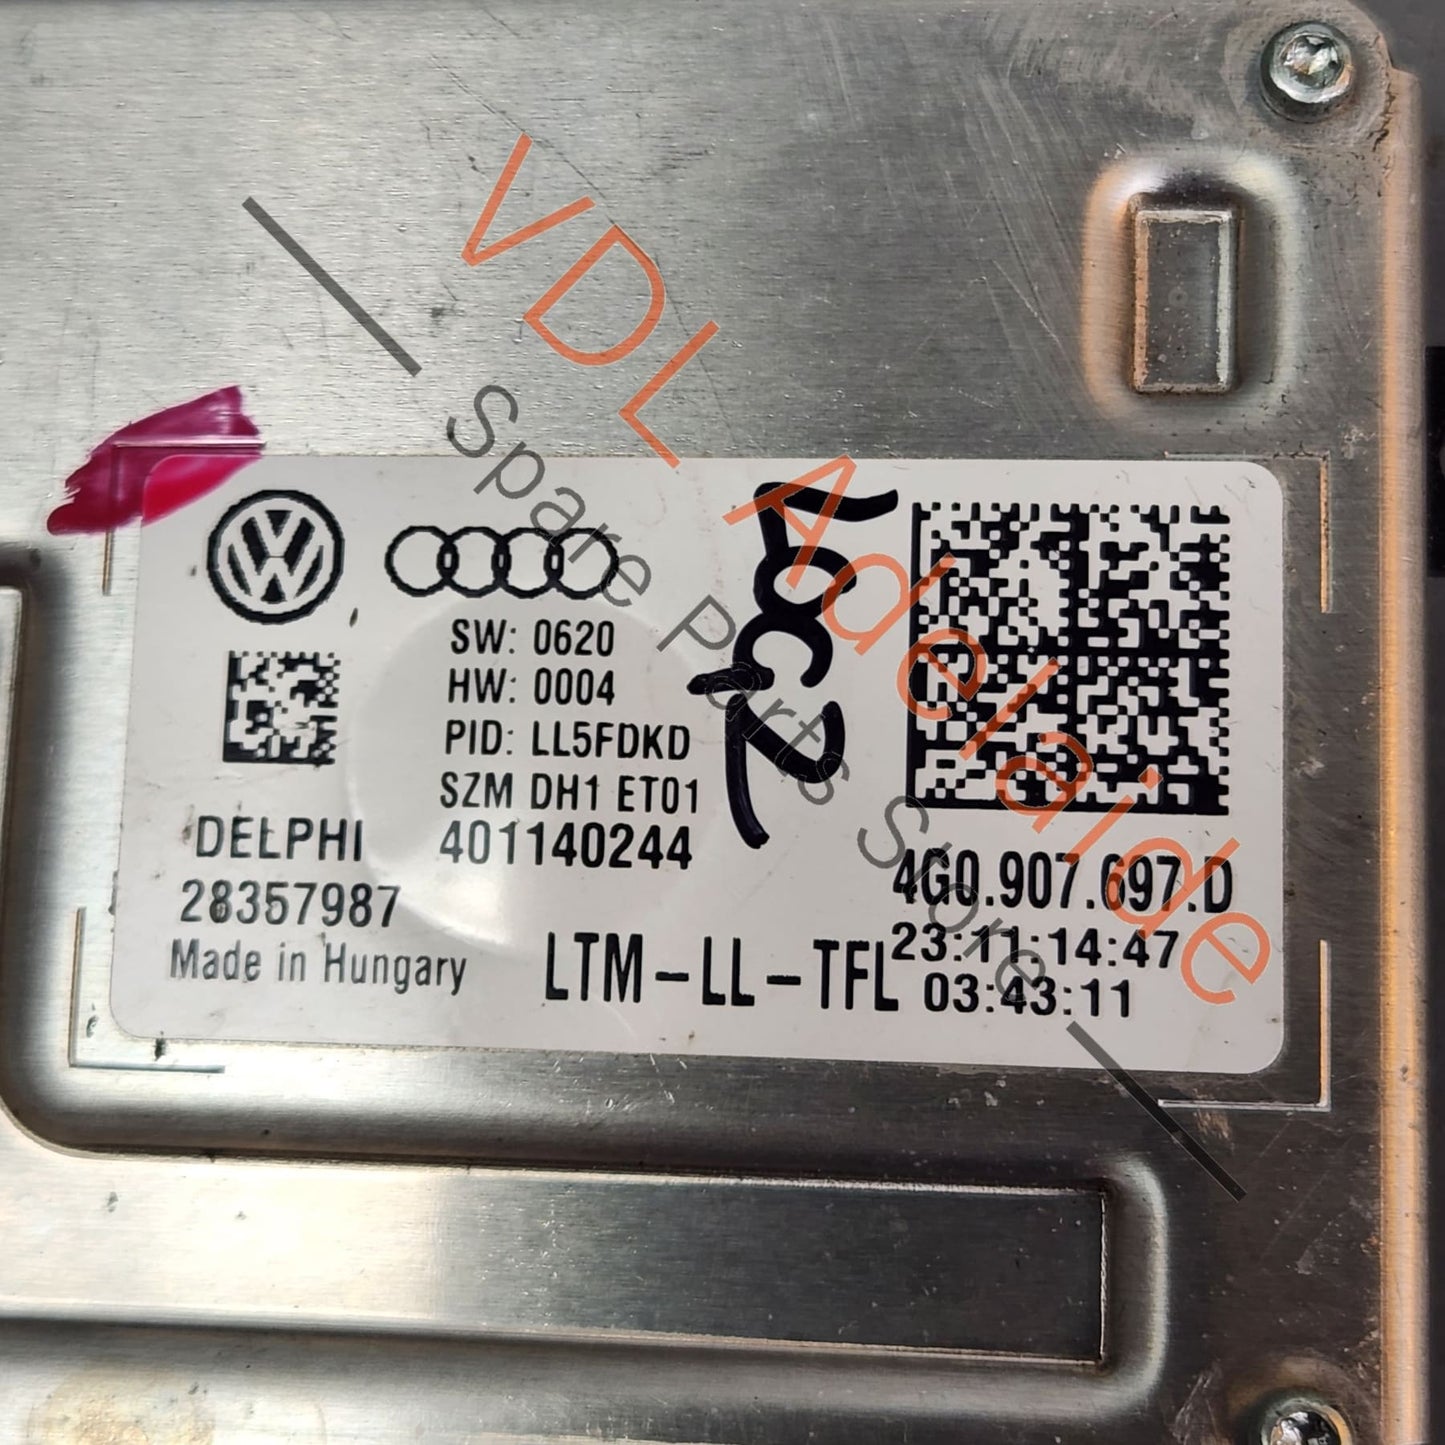 VDL Adelaide
Spare Parts Store
SW: 0620
HW: 0004
PID: LL5FDKD
SZM DH1 ET01
401140244
DELPHI
28357987
Made in Hungary
LTM-LL-TFL
4G0.907.697.D
23:11:14:47
03:43:11